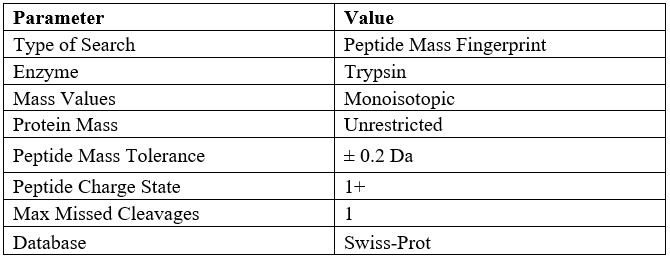 Parameter Value
Type of Search Peptide Mass Fingerprint
Enzyme Trypsin
Mass Values Monoisotopic
Protein Mass Unrestricted
Peptide Mass Tolerance ± 0.2 Da
Peptide Charge State 1+
Max Missed Cleavages 1
Database Swiss-Prot